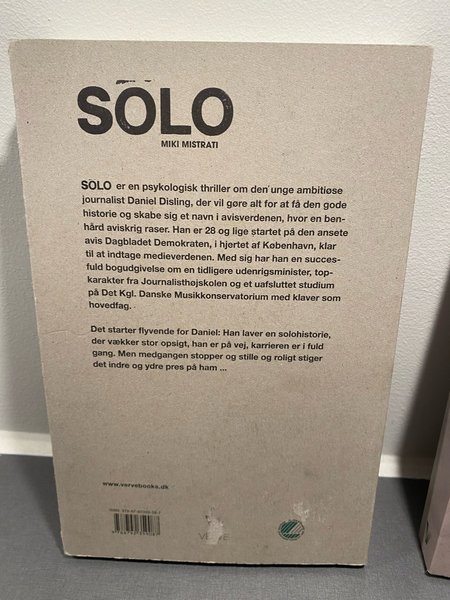 SOLO
MIKI MISTRATI
SOLO er en psykologisk thriller om den unge ambitiøse
journalist Daniel Disling, der vil gøre alt for at få den gode
historie og skabe sig et navn i avisverdenen, hvor en ben-
hård aviskrig raser. Han er 28 og lige startet på den ansete
avis Dagbladet Demokraten, i hjertet af København, klar
til at indtage medieverdenen. Med sig har han en succes-
fuld bogudgivelse om en tidligere udenrigsminister, top-
karakter fra Journalisthøjskolen og et uafsluttet studium
på Det Kgl. Danske Musikkonservatorium med klaver som
hovedfag.
Det starter flyvende for Daniel: Han laver en solohistorie,
der vækker stor opsigt, han er på vej, karrieren er i fuld
gang. Men medgangen stopper og stille og roligt stiger
det indre og ydre pres på ham ...
www.vervebooks.dk
ISBN